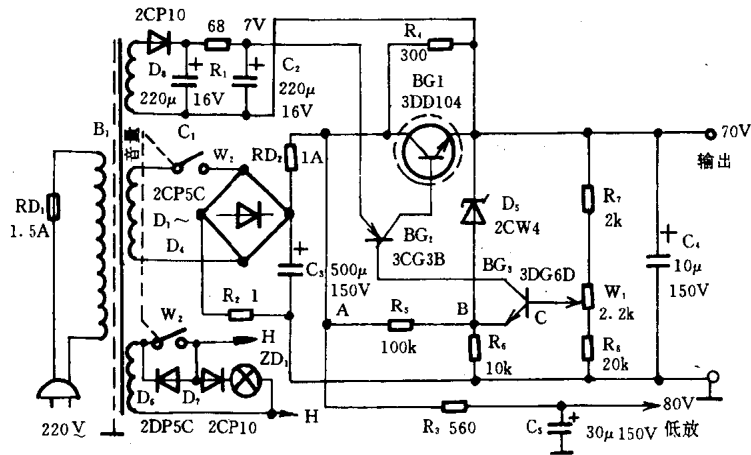 2CP10
68
7V
R₄
300
D₈
R₁
C₂
220μ
16V
220μ
16V
BG1
3DD104
B₁
C₁
音量
W₂
RD₂
1A
70V
输出
2CP5C
D₁～
D₄
RD₁
1.5A
D₅
2CW4
R₇
2k
BG₂
3CG3B
C₃
500μ
150V
BG₃
3DG6D
C₄
10μ
150V
R₂ 1
A
R₅
100k
B
C
W₁
2.2k
W₂
H
ZD₁
R₆
10k
R₈
20k
D₆
D₇
2DP5C
2CP10
H
220V～
R₃ 560
C₅
30μ150V
80V
低放